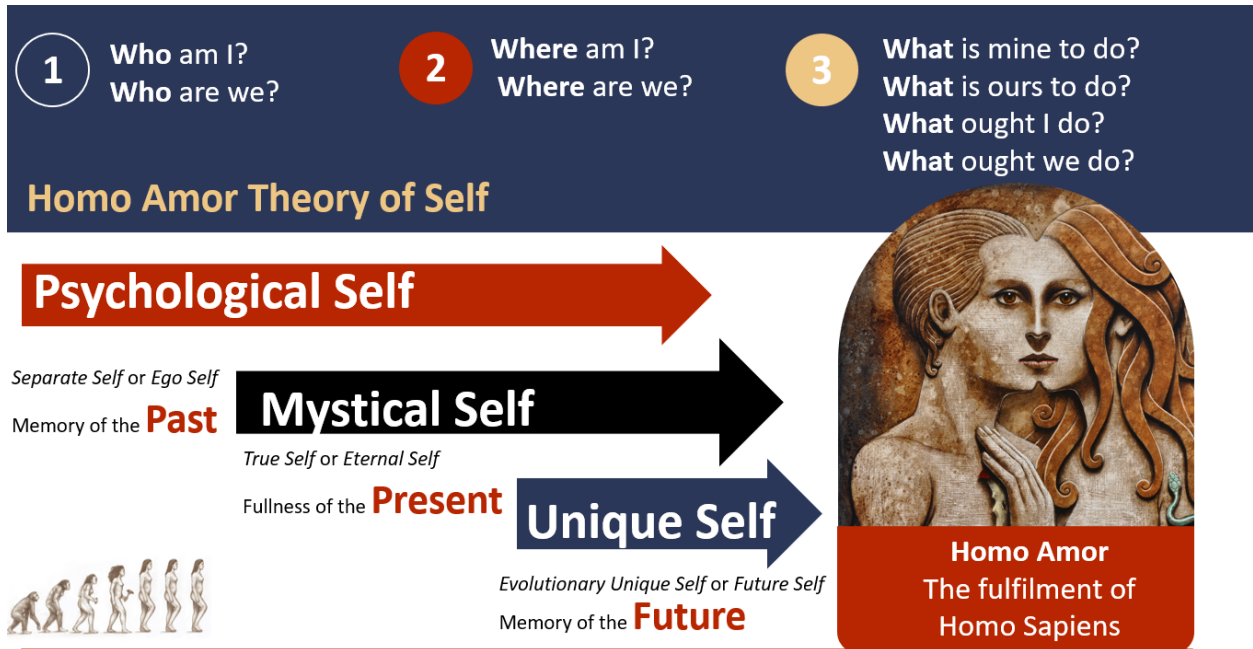 1
Who am I?
Who are we?
2
Where am I?
Where are we?
3
What is mine to do?
What is ours to do?
What ought I do?
What ought we do?
Homo Amor Theory of Self
Psychological Self
Separate Self or Ego Self
Memory of the Past
Mystical Self
True Self or Eternal Self
Fullness of the Present
Unique Self
Evolutionary Unique Self or Future Self
Memory of the Future
Homo Amor
The fulfilment of
Homo Sapiens